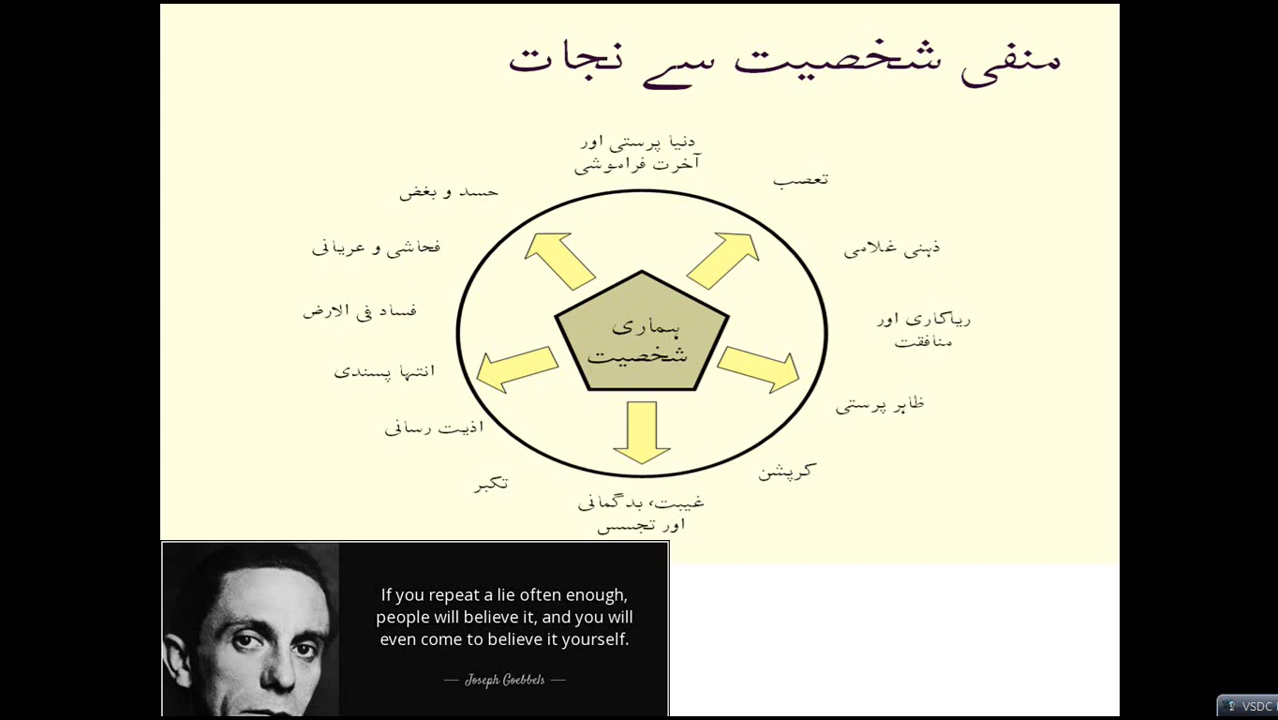 منفی شخصیت سے نجات
دنیا پرستی اور
آخرت فراموشی
تعصب
حسد و بغض
ذہنی غلامی
فحاشی و عریانی
ریاکاری اور
منافقت
فساد فی الارض
بیماری
شخصیت
انتہا پسندی
ظاہر پرستی
اذیت رسانی
کرپشن
تکبر
غیبت، بدگمانی
اور تجسس
If you repeat a lie often enough,
people will believe it, and you will
even come to believe it yourself.
— Joseph Goebbels —
VSDC